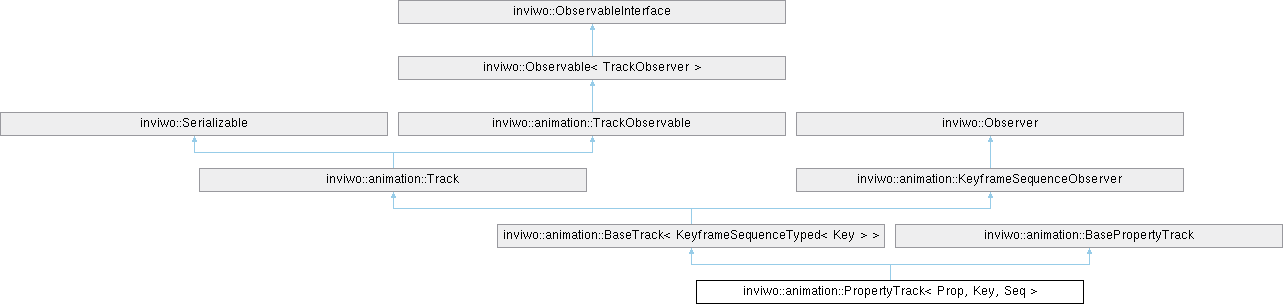 inviwo::ObservableInterface
inviwo::Observable< TrackObserver >
inviwo::Serializable
inviwo::animation::TrackObservable
inviwo::Observer
inviwo::animation::Track
inviwo::animation::KeyframeSequenceObserver
inviwo::animation::BaseTrack< KeyframeSequenceTyped< Key > >
inviwo::animation::BasePropertyTrack
inviwo::animation::PropertyTrack< Prop, Key, Seq >